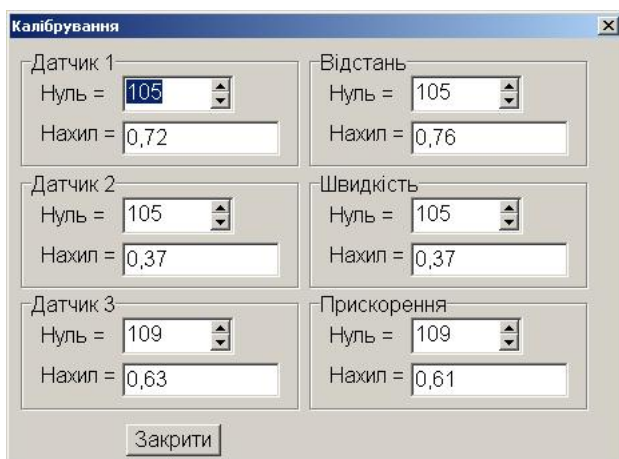 Калібрування
Датчик 1
Нуль = 105
Нахил = 0,72
Відстань
Нуль = 105
Нахил = 0,76
Датчик 2
Нуль = 105
Нахил = 0,37
Швидкість
Нуль = 105
Нахил = 0,37
Датчик 3
Нуль = 109
Нахил = 0,63
Прискорення
Нуль = 109
Нахил = 0,61
Закрити